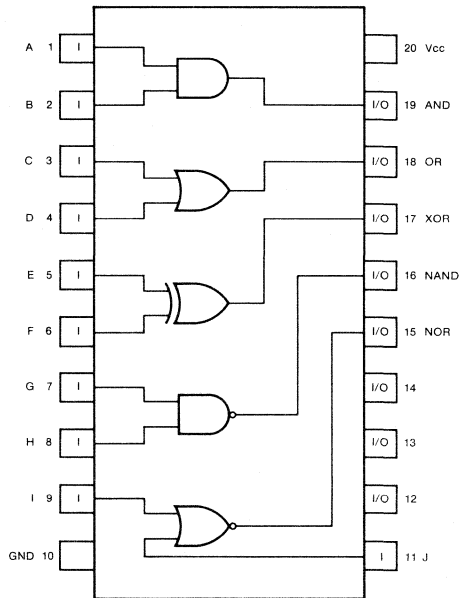 A 1 I 20 Vcc
B 2 I I/O 19 AND
C 3 I I/O 18 OR
D 4 I I/O 17 XOR
E 5 I I/O 16 NAND
F 6 I I/O 15 NOR
G 7 I I/O 14
H 8 I I/O 13
I 9 I I/O 12
GND 10 I 11 J